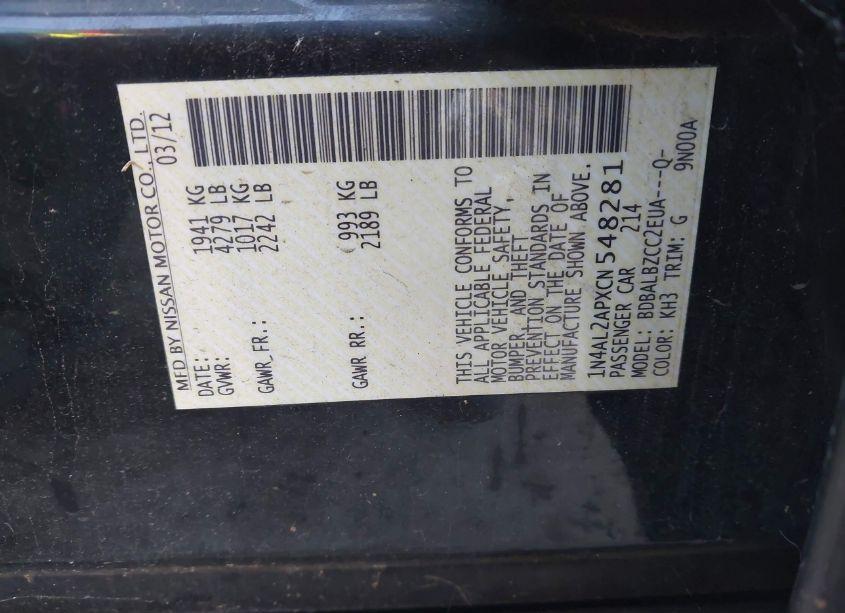 MFD BY NISSAN MOTOR CO., LTD.
DATE: 03/12
GVWR: 1941 KG
4279 LB
GAWR FR.: 1017 KG
2242 LB
GAWR RR.: 993 KG
2189 LB
THIS VEHICLE CONFORMS TO
ALL APPLICABLE FEDERAL
MOTOR VEHICLE SAFETY,
BUMPER, AND THEFT
PREVENTION STANDARDS IN
EFFECT ON THE DATE OF
MANUFACTURE SHOWN ABOVE.
1N4AL2APXCN548281
PASSENGER CAR 214
MODEL: BDBALBZCC2EUA---Q-
COLOR: KH3 TRIM: G 9N00A